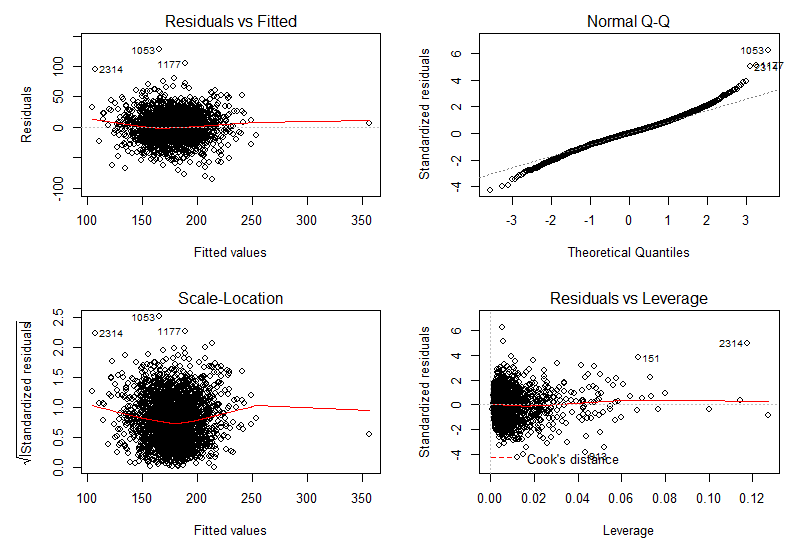 Residuals vs Fitted
Residuals
-100 0 50 100
1053
2314
1177
100 150 200 250 300 350
Fitted values
Normal Q-Q
Standardized residuals
-4 -2 0 2 4 6
1053
1177
2314
-3 -2 -1 0 1 2 3
Theoretical Quantiles
Scale-Location
√|Standardized residuals|
0.0 0.5 1.0 1.5 2.0 2.5
1053
2314
1177
100 150 200 250 300 350
Fitted values
Residuals vs Leverage
Standardized residuals
-4 -2 0 2 4 6
2314
151
Cook's distance
0.00 0.02 0.04 0.06 0.08 0.10 0.12
Leverage